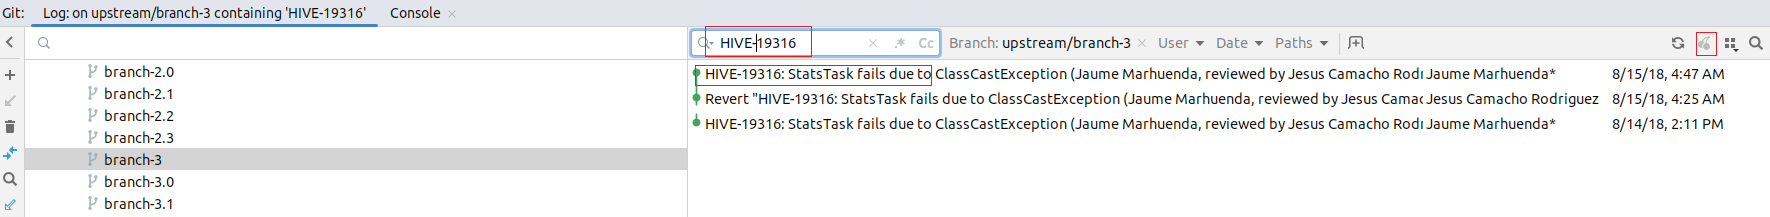 Git: Log: on upstream/branch-3 containing 'HIVE-19316' × Console ×
HIVE-19316 × .* Cc Branch: upstream/branch-3 × User Date Paths
branch-2.0
branch-2.1
branch-2.2
branch-2.3
branch-3
branch-3.0
branch-3.1
HIVE-19316: StatsTask fails due to ClassCastException (Jaume Marhuenda, reviewed by Jesus Camacho Rodr Jaume Marhuenda* 8/15/18, 4:47 AM
Revert "HIVE-19316: StatsTask fails due to ClassCastException (Jaume Marhuenda, reviewed by Jesus Camac Jesus Camacho Rodriguez 8/15/18, 4:25 AM
HIVE-19316: StatsTask fails due to ClassCastException (Jaume Marhuenda, reviewed by Jesus Camacho Rodr Jaume Marhuenda* 8/14/18, 2:11 PM